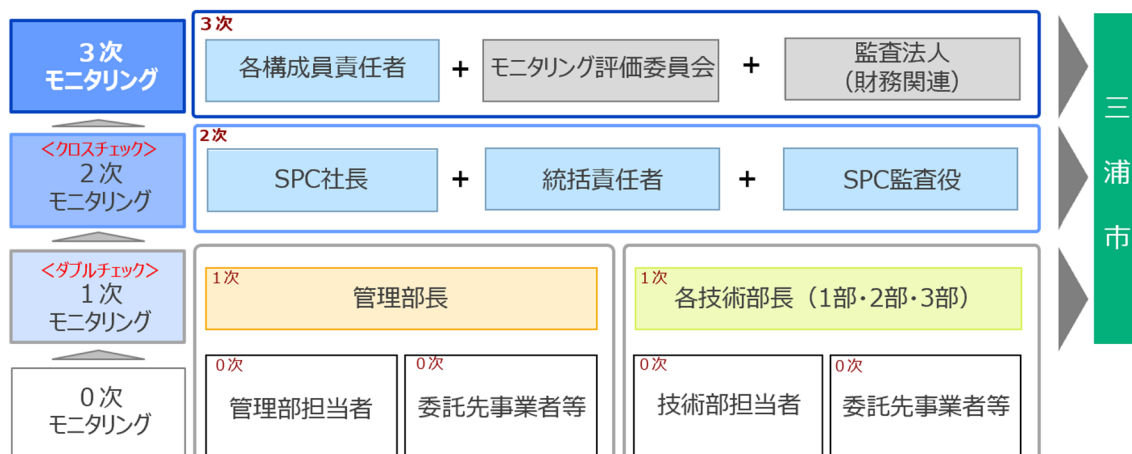 3次
モニタリング
3次
各構成員責任者
+
モニタリング評価委員会
+
監査法人
（財務関連）
<クロスチェック>
2次
モニタリング
2次
SPC社長
+
統括責任者
+
SPC監査役
<ダブルチェック>
1次
モニタリング
1次
管理部長
1次
各技術部長（1部・2部・3部）
0次
モニタリング
0次
管理部担当者
0次
委託先事業者等
0次
技術部担当者
0次
委託先事業者等
三浦市